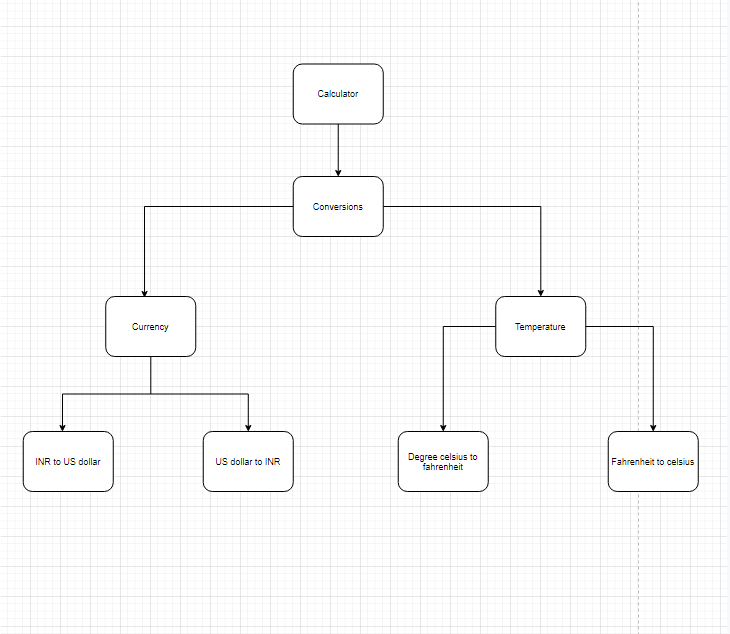 Calculator
Conversions
Currency
Temperature
INR to US dollar
US dollar to INR
Degree celsius to
fahrenheit
Fahrenheit to celsius